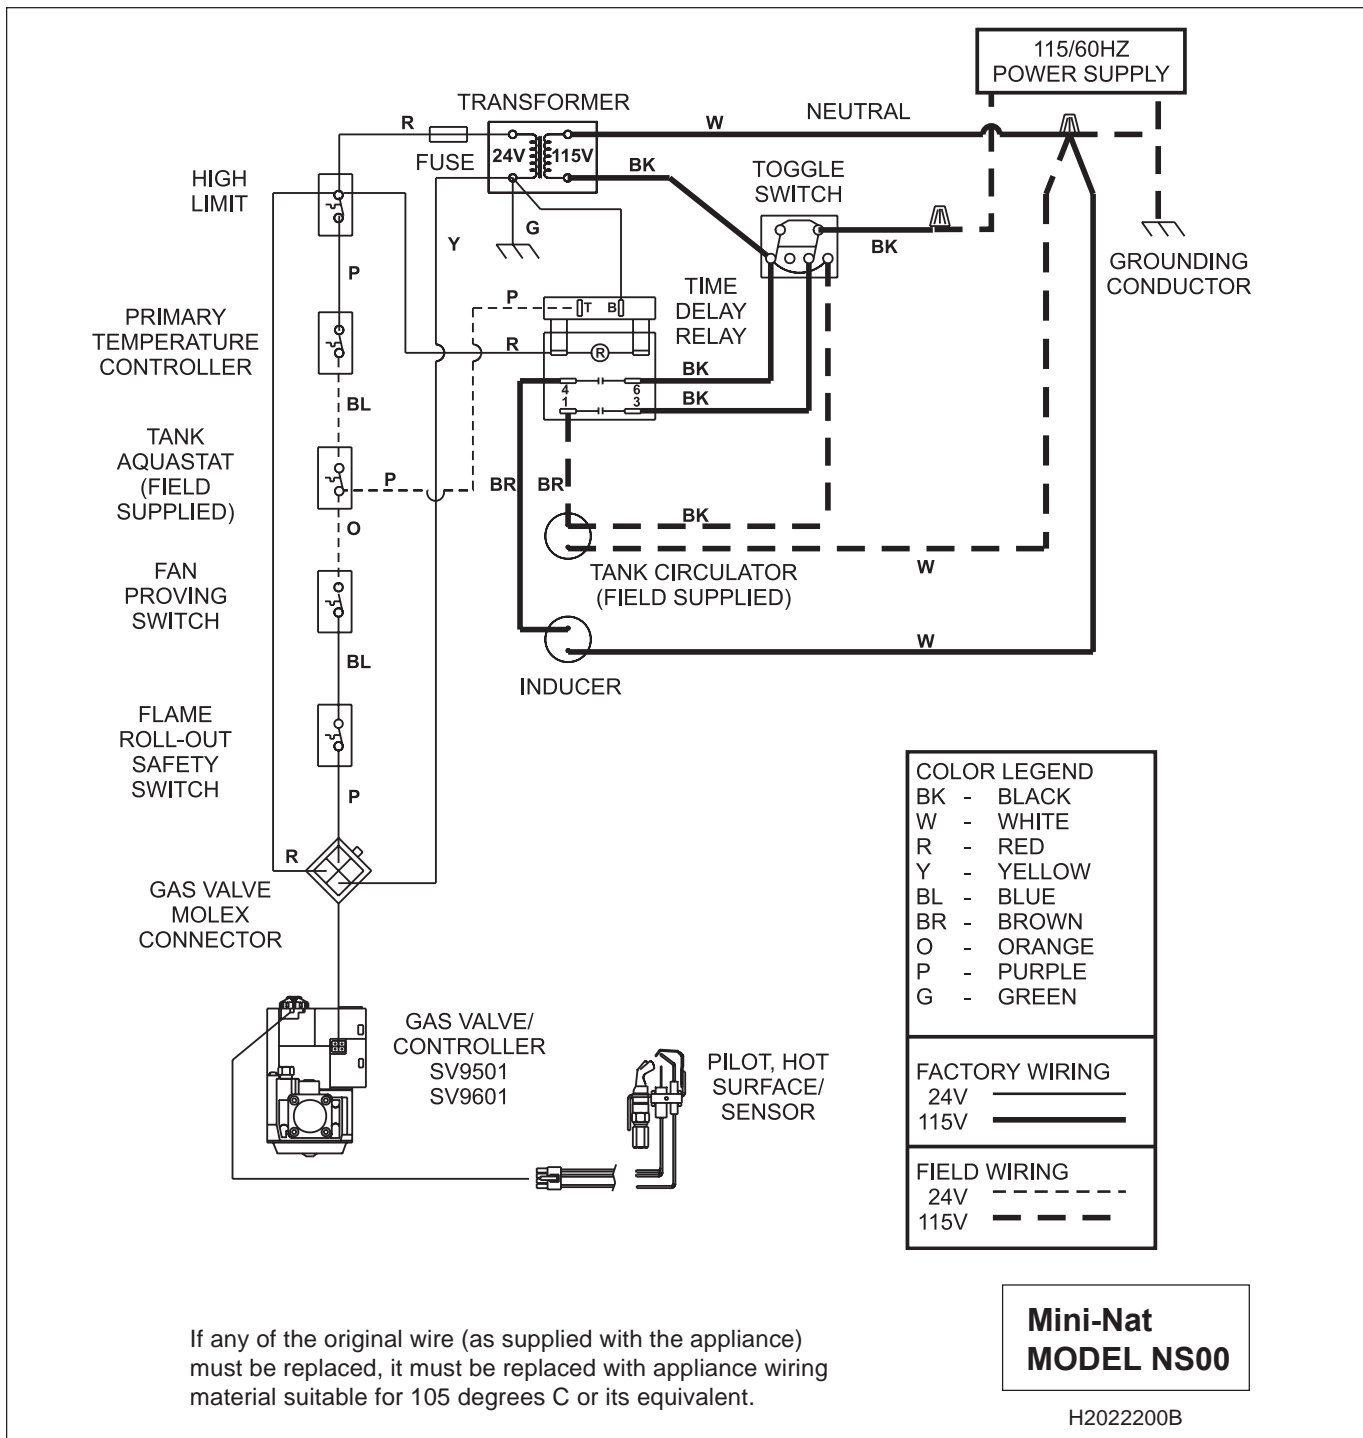 115/60HZ
POWER SUPPLY
TRANSFORMER
NEUTRAL
R
W
FUSE
24V
115V
BK
TOGGLE
SWITCH
HIGH
LIMIT
G
Y
BK
GROUNDING
CONDUCTOR
P
P
T
B
TIME
DELAY
RELAY
PRIMARY
TEMPERATURE
CONTROLLER
R
R
BK
4
6
1
3
BK
BL
TANK
AQUASTAT
(FIELD
SUPPLIED)
P
BR
BR
BK
O
W
FAN
PROVING
SWITCH
TANK CIRCULATOR
(FIELD SUPPLIED)
W
BL
INDUCER
FLAME
ROLL-OUT
SAFETY
SWITCH
P
R
GAS VALVE
MOLEX
CONNECTOR
COLOR LEGEND
BK - BLACK
W - WHITE
R - RED
Y - YELLOW
BL - BLUE
BR - BROWN
O - ORANGE
P - PURPLE
G - GREEN
GAS VALVE/
CONTROLLER
SV9501
SV9601
PILOT, HOT
SURFACE/
SENSOR
FACTORY WIRING
24V
115V
FIELD WIRING
24V
115V
Mini-Nat
MODEL NS00
If any of the original wire (as supplied with the appliance)
must be replaced, it must be replaced with appliance wiring
material suitable for 105 degrees C or its equivalent.
H2022200B